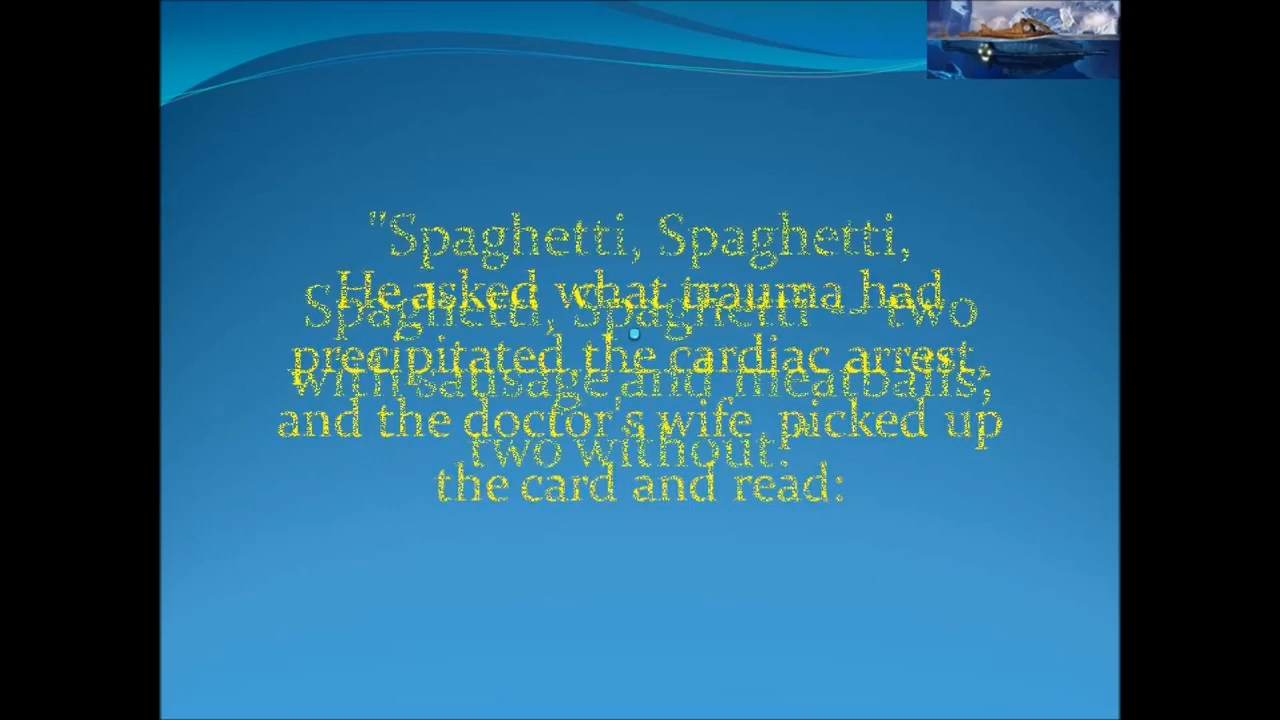 "Spaghetti, Spaghetti,
Spaghetti, Spaghetti - - two
with sausage and meatballs;
two without.
He asked what trauma had
precipitated the cardiac arrest,
and the doctor's wife picked up
the card and read: